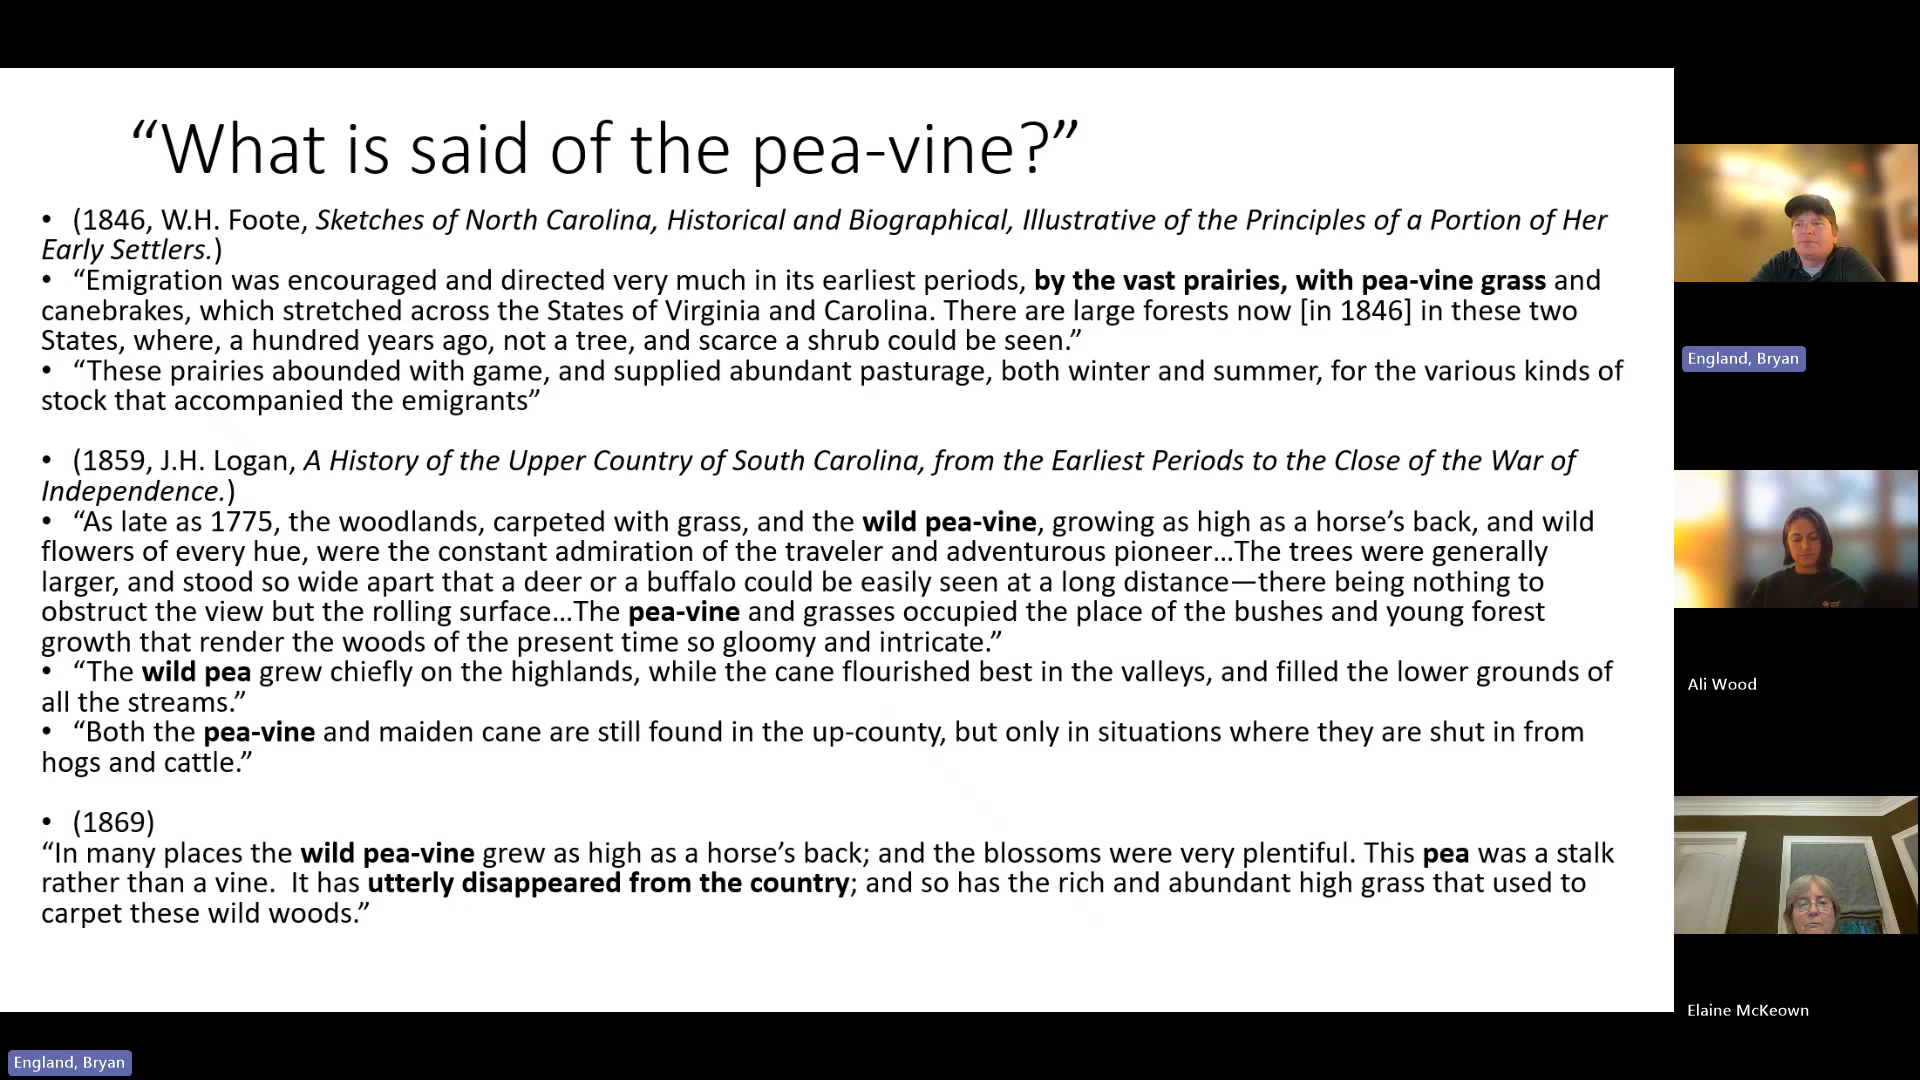 “What is said of the pea-vine?”
• (1846, W.H. Foote, Sketches of North Carolina, Historical and Biographical, Illustrative of the Principles of a Portion of Her
Early Settlers.)
• “Emigration was encouraged and directed very much in its earliest periods, by the vast prairies, with pea-vine grass and
canebrakes, which stretched across the States of Virginia and Carolina. There are large forests now [in 1846] in these two
States, where, a hundred years ago, not a tree, and scarce a shrub could be seen.”
• “These prairies abounded with game, and supplied abundant pasturage, both winter and summer, for the various kinds of
stock that accompanied the emigrants”
• (1859, J.H. Logan, A History of the Upper Country of South Carolina, from the Earliest Periods to the Close of the War of
Independence.)
• “As late as 1775, the woodlands, carpeted with grass, and the wild pea-vine, growing as high as a horse’s back, and wild
flowers of every hue, were the constant admiration of the traveler and adventurous pioneer…The trees were generally
larger, and stood so wide apart that a deer or a buffalo could be easily seen at a long distance—there being nothing to
obstruct the view but the rolling surface…The pea-vine and grasses occupied the place of the bushes and young forest
growth that render the woods of the present time so gloomy and intricate.”
• “The wild pea grew chiefly on the highlands, while the cane flourished best in the valleys, and filled the lower grounds of
all the streams.”
• “Both the pea-vine and maiden cane are still found in the up-county, but only in situations where they are shut in from
hogs and cattle.”
• (1869)
“In many places the wild pea-vine grew as high as a horse’s back; and the blossoms were very plentiful. This pea was a stalk
rather than a vine.  It has utterly disappeared from the country; and so has the rich and abundant high grass that used to
carpet these wild woods.”
England, Bryan
Ali Wood
Elaine McKeown
England, Bryan